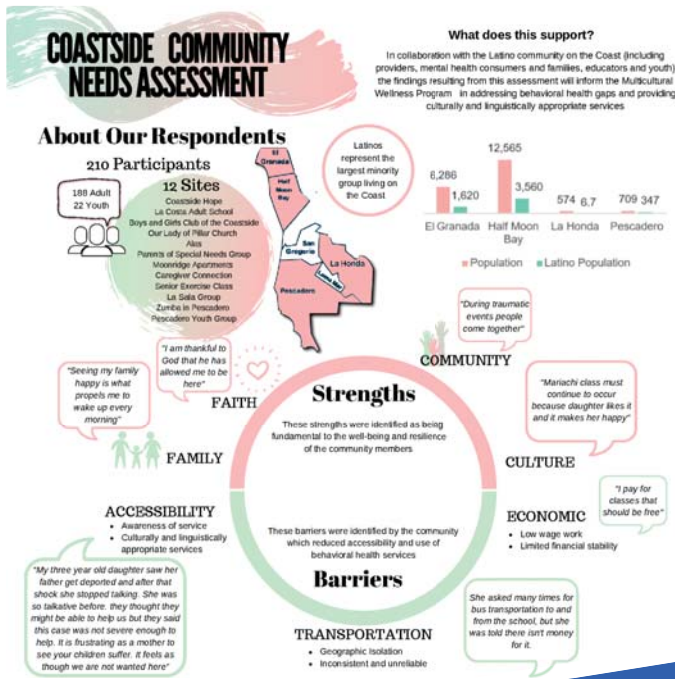 COASTSIDE COMMUNITY
NEEDS ASSESSMENT
What does this support?
In collaboration with the Latino community on the Coast (including
providers, mental health consumers and families, educators and youth)
the findings resulting from this assessment will inform the Multicultural
Wellness Program in addressing behavioral health gaps and providing
culturally and linguistically appropriate services
About Our Respondents
210 Participants
188 Adult
22 Youth
12 Sites
Coastside Hope
La Costa Adult School
Boys and Girls Club of the Coastside
Our Lady of Pillar Church
Alas
Parents of Special Needs Group
Moonridge Apartments
Caregiver Connection
Senior Exercise Class
La Sala Group
Zumba in Pescadero
Pescadero Youth Group
El
Granada
Half
Moon
Bay
San
Gregorio
La Honda
Loma Mar
Pescadero
Latinos
represent the
largest minority
group living on
the Coast
6,286
1,620
12,565
3,560
574
6.7
709
347
El Granada
Half Moon
Bay
La Honda
Pescadero
Population
Latino Population
"During traumatic
events people
come together"
COMMUNITY
"I am thankful to
God that he has
allowed me to be
here"
FAITH
"Seeing my family
happy is what
propels me to
wake up every
morning"
FAMILY
Strengths
These strengths were identified as being
fundamental to the well-being and resilience
of the community members
"Mariachi class must
continue to occur
because daughter likes it
and it makes her happy"
CULTURE
ACCESSIBILITY
Awareness of service
Culturally and linguistically
appropriate services
"My three year old daughter saw her
father get deported and after that
shock she stopped talking. She was
so talkative before. they thought they
might be able to help us but they said
this case was not severe enough to
help. It is frustrating as a mother to
see your children suffer. It feels as
though we are not wanted here"
These barriers were identified by the community
which reduced accessibility and use of
behavioral health services
Barriers
"I pay for
classes that
should be free"
ECONOMIC
Low wage work
Limited financial stability
TRANSPORTATION
Geographic Isolation
Inconsistent and unreliable
She asked many times for
bus transportation to and
from the school, but she
was told there isn't money
for it.